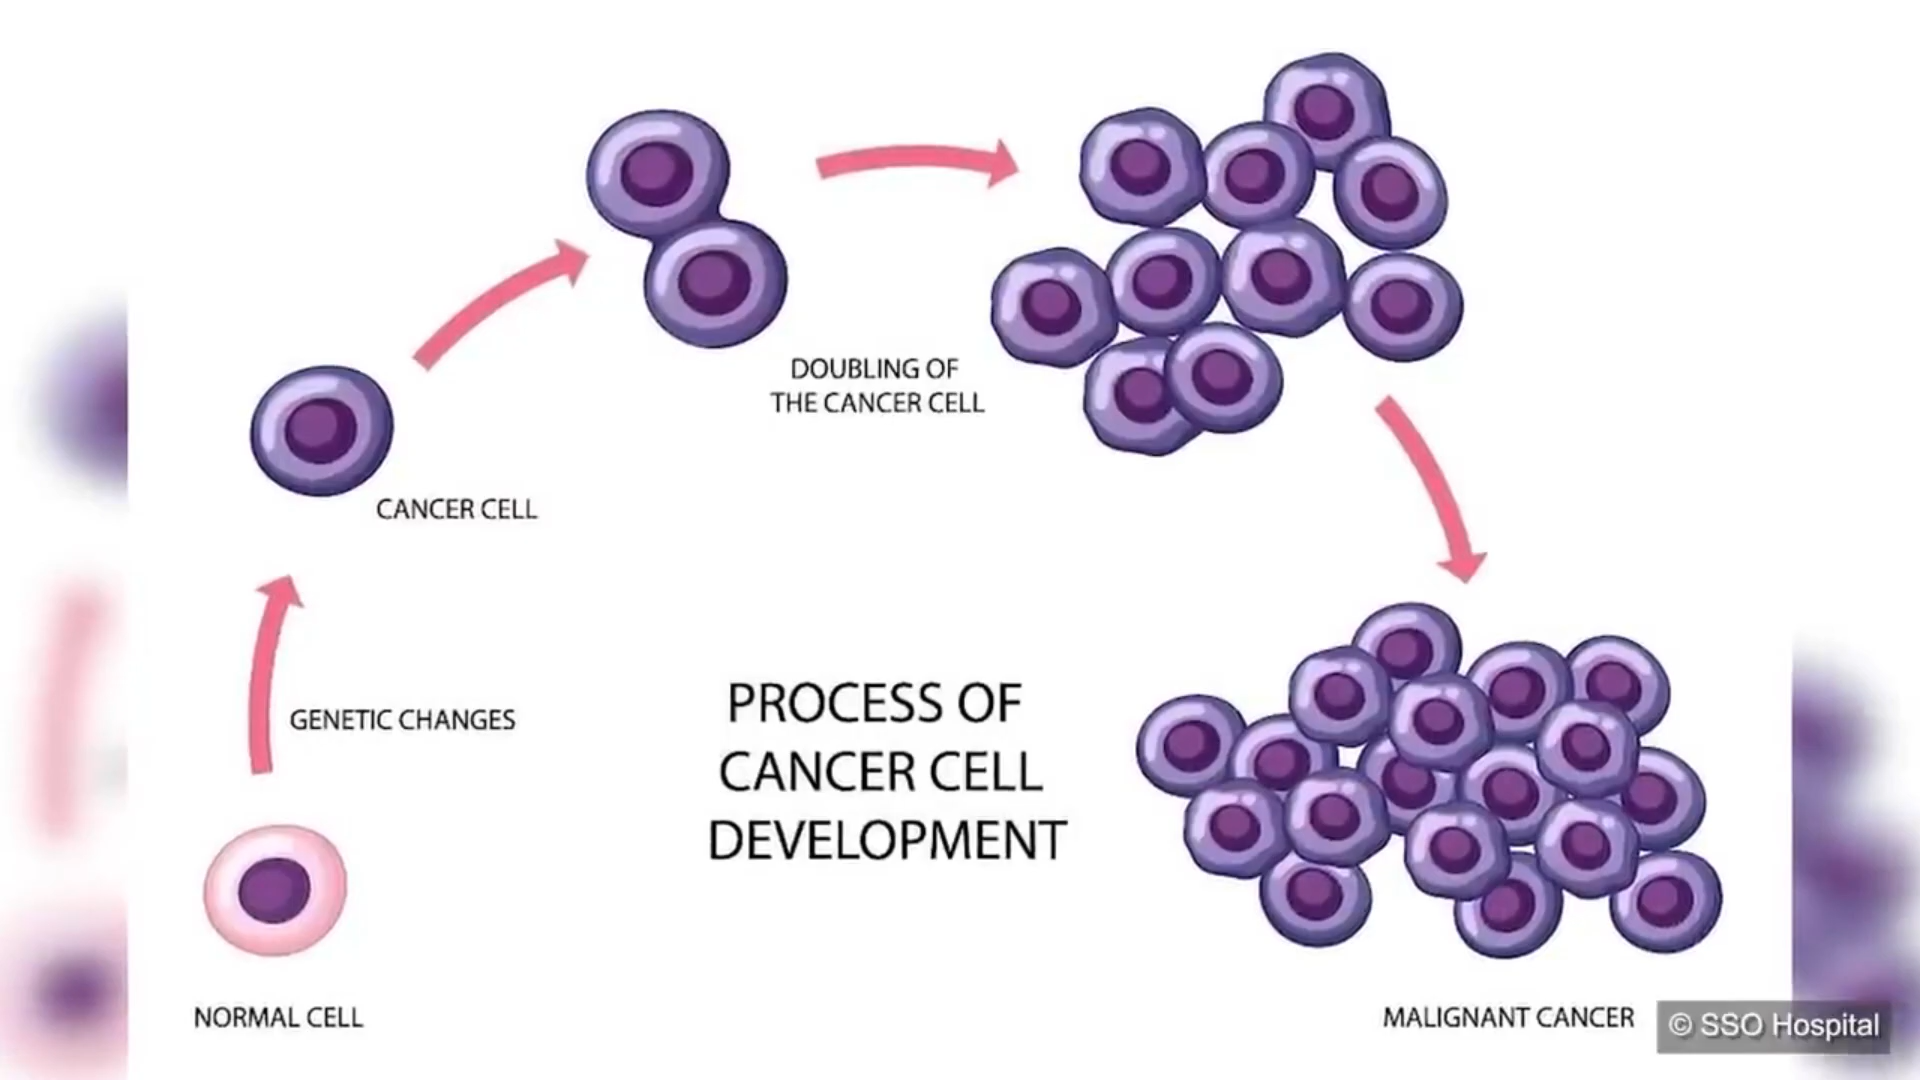 DOUBLING OF
THE CANCER CELL
CANCER CELL
GENETIC CHANGES
PROCESS OF
CANCER CELL
DEVELOPMENT
NORMAL CELL
MALIGNANT CANCER
© SSO Hospital